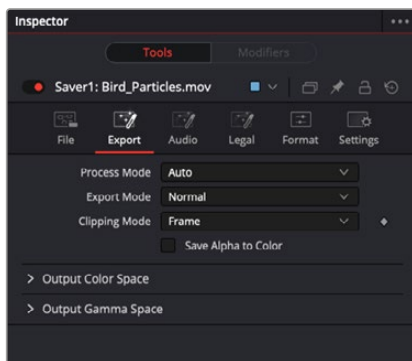 Inspector
Tools Modifiers
Saver1: Bird_Particles.mov
File Export Audio Legal Format Settings
Process Mode Auto
Export Mode Normal
Clipping Mode Frame
Save Alpha to Color
Output Color Space
Output Gamma Space